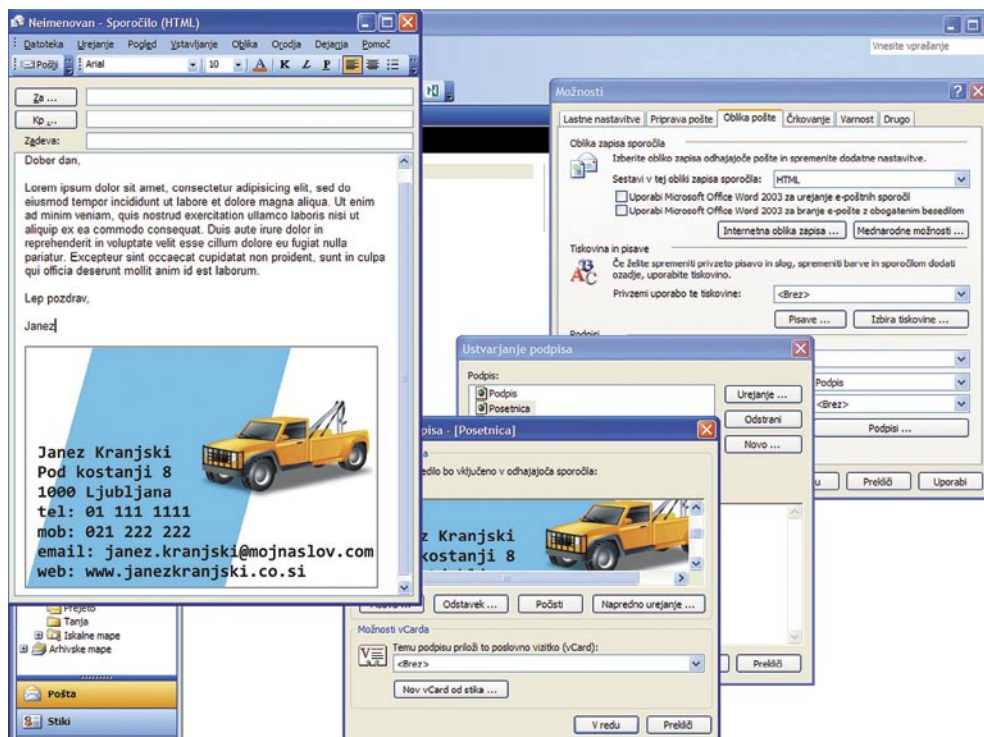 Neimenovan - Sporočilo (HTML)
Datoteka Urejanje Pogled Vstavljanje Oblika Orodja Dejanja Pomoč
Pošlji Arial 10 A K L P
Za ...
Kp ...
Zadeva:
Dober dan,
Lorem ipsum dolor sit amet, consectetur adipisicing elit, sed do
eiusmod tempor incididunt ut labore et dolore magna aliqua. Ut enim
ad minim veniam, quis nostrud exercitation ullamco laboris nisi ut
aliquip ex ea commodo consequat. Duis aute irure dolor in
reprehenderit in voluptate velit esse cillum dolore eu fugiat nulla
pariatur. Excepteur sint occaecat cupidatat non proident, sunt in culpa
qui officia deserunt mollit anim id est laborum.
Lep pozdrav,
Janez
Janez Kranjski
Pod kostanji 8
1000 Ljubljana
tel: 01 111 1111
mob: 021 222 222
email: janez.kranjski@mojnaslov.com
web: www.janezkranjski.co.si
Prejeto
Tanja
Iskalne mape
Arhivske mape
Pošta
Stiki
Vnesite vprašanje
Možnosti
Lastne nastavitve Priprava pošte Oblika pošte Črkovanje Varnost Drugo
Oblika zapisa sporočila
Izberite obliko zapisa odhajajoče pošte in spremenite dodatne nastavitve.
Sestavi v tej obliki zapisa sporočila: HTML
Uporabi Microsoft Office Word 2003 za urejanje e-poštnih sporočil
Uporabi Microsoft Office Word 2003 za branje e-pošte z obogatenim besedilom
Internetna oblika zapisa ... Mednarodne možnosti ...
Tiskovina in pisave
Če želite spremeniti privzeto pisavo in slog, spremeniti barve in sporočilom dodati
ozadje, uporabite tiskovino.
Privzemi uporabo te tiskovine: <Brez>
Pisave ... Izbira tiskovine ...
Podpisi
Podpis
<Brez>
Podpisi ...
Prekliči Uporabi
Ustvarjanje podpisa
Podpis:
Podpis
Posetnica
Urejanje ...
Odstrani
Novo ...
Prekliči
- [Posetnica]
bo vključeno v odhajajoča sporočila:
Kranjski
kostanji 8
Odstavek ... Počisti Napredno urejanje ...
Možnosti vCarda
Temu podpisu priloži to poslovno vizitko (vCard):
<Brez>
Nov vCard od stika ...
V redu Prekliči